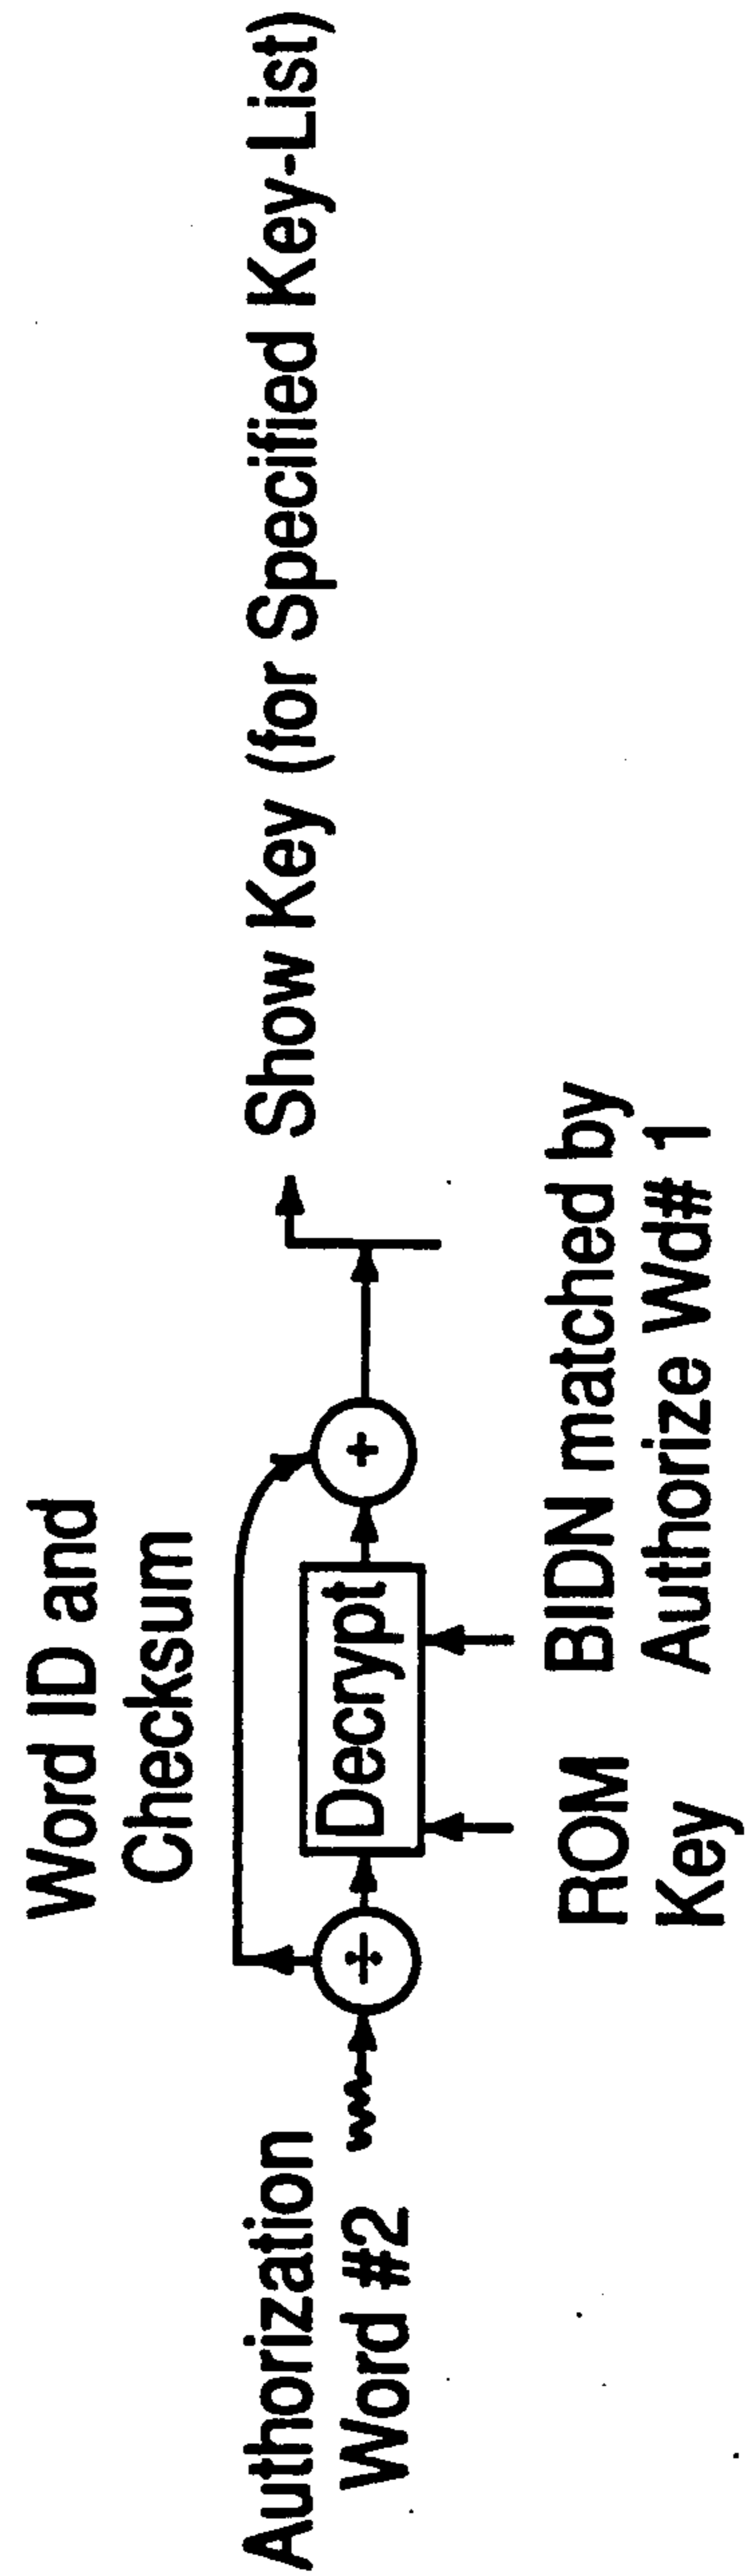 Word ID and
Checksum
Authorization
Word #2
÷
Decrypt
+
Show Key (for Specified Key-List)
ROM
Key
BIDN matched by
Authorize Wd# 1